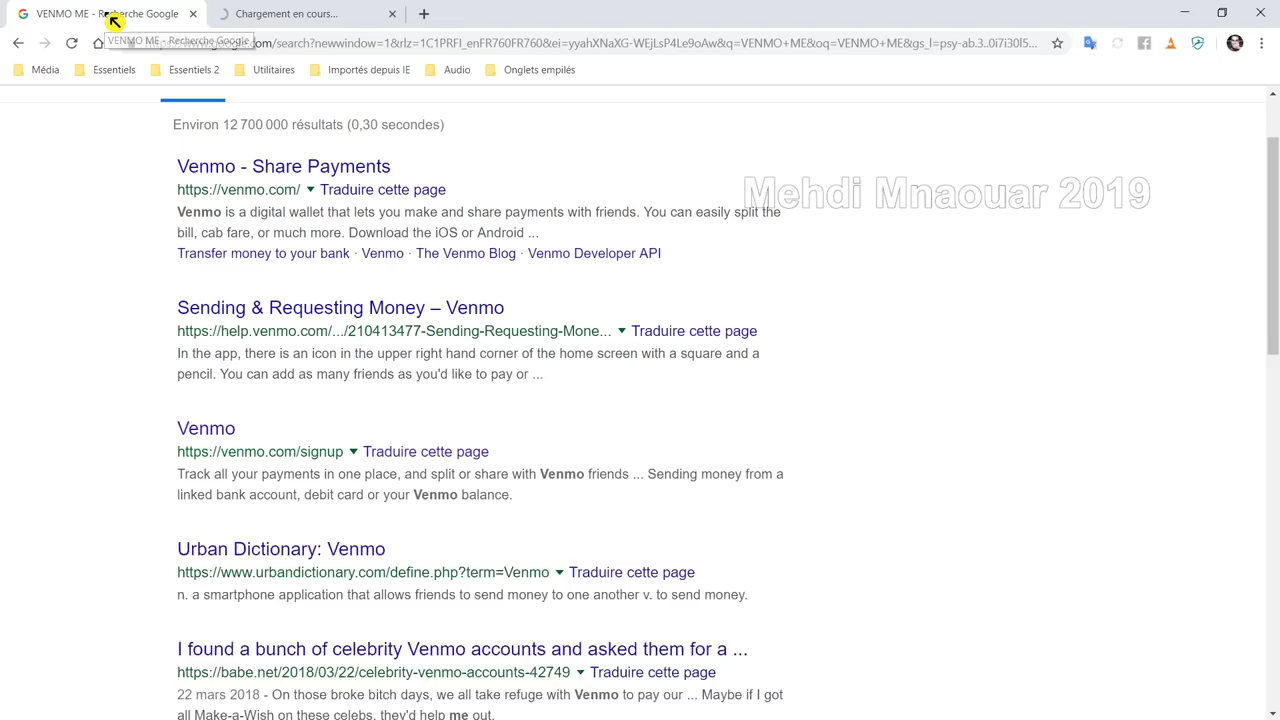 VENMO ME - Recherche Google
Chargement en cours...
VENMO ME - Recherche Google
.com/search?newwindow=1&rlz=1C1PRFI_enFR760FR760&ei=yyahXNaXG-WEjLsP4Le9oAw&q=VENMO+ME&oq=VENMO+ME&gs_l=psy-ab.3..0i7i30l5...
Média
Essentiels
Essentiels 2
Utilitaires
Importés depuis IE
Audio
Onglets empilés
Environ 12 700 000 résultats (0,30 secondes)
Venmo - Share Payments
https://venmo.com/ Traduire cette page
Mehdi Mnaouar 2019
Venmo is a digital wallet that lets you make and share payments with friends. You can easily split the
bill, cab fare, or much more. Download the iOS or Android ...
Transfer money to your bank · Venmo · The Venmo Blog · Venmo Developer API
Sending & Requesting Money – Venmo
https://help.venmo.com/.../210413477-Sending-Requesting-Mone... Traduire cette page
In the app, there is an icon in the upper right hand corner of the home screen with a square and a
pencil. You can add as many friends as you'd like to pay or ...
Venmo
https://venmo.com/signup Traduire cette page
Track all your payments in one place, and split or share with Venmo friends ... Sending money from a
linked bank account, debit card or your Venmo balance.
Urban Dictionary: Venmo
https://www.urbandictionary.com/define.php?term=Venmo Traduire cette page
n. a smartphone application that allows friends to send money to one another v. to send money.
I found a bunch of celebrity Venmo accounts and asked them for a ...
https://babe.net/2018/03/22/celebrity-venmo-accounts-42749 Traduire cette page
22 mars 2018 - On those broke bitch days, we all take refuge with Venmo to pay our ... Maybe if I got
all Make-a-Wish on these celebs, they'd help me out.